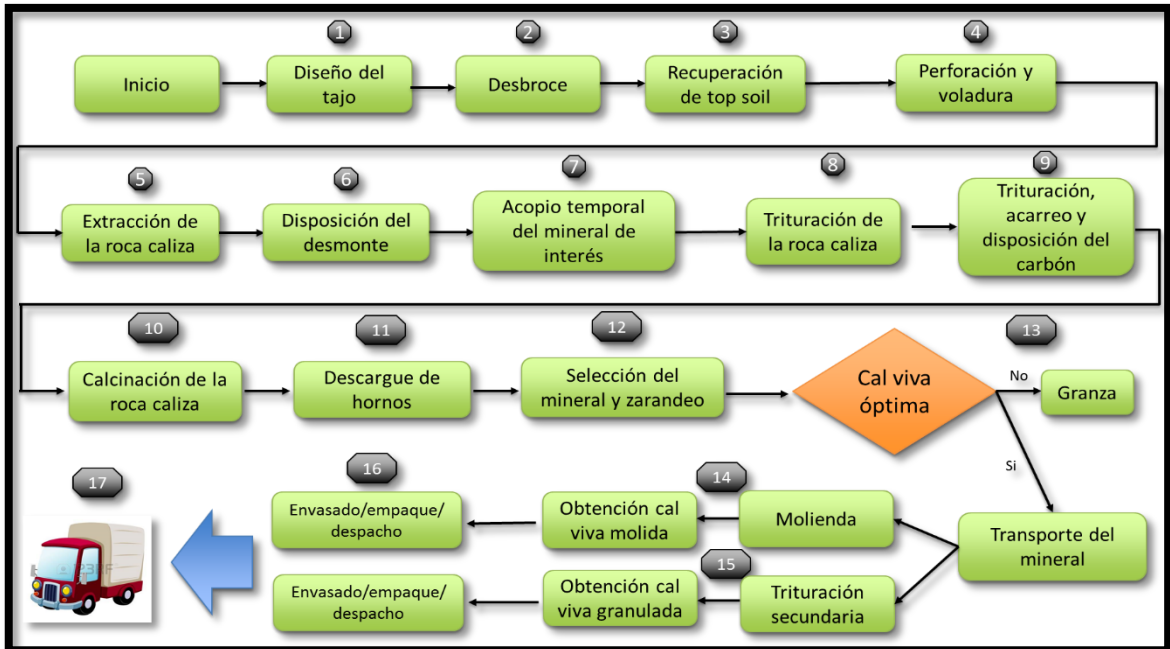 1
2
3
4
Inicio
Diseño del
tajo
Desbroce
Recuperación
de top soil
Perforación y
voladura
5
6
7
8
9
Extracción de
la roca caliza
Disposición del
desmonte
Acopio temporal
del mineral de
interés
Trituración de
la roca caliza
Trituración,
acarreo y
disposición del
carbón
10
11
12
13
Calcinación de la
roca caliza
Descargue de
hornos
Selección del
mineral y zarandeo
Cal viva
óptima
No
Granza
Si
Transporte del
mineral
14
Molienda
Obtención cal
viva molida
16
Envasado/empaque/
despacho
15
Trituración
secundaria
Obtención cal
viva granulada
Envasado/empaque/
despacho
17